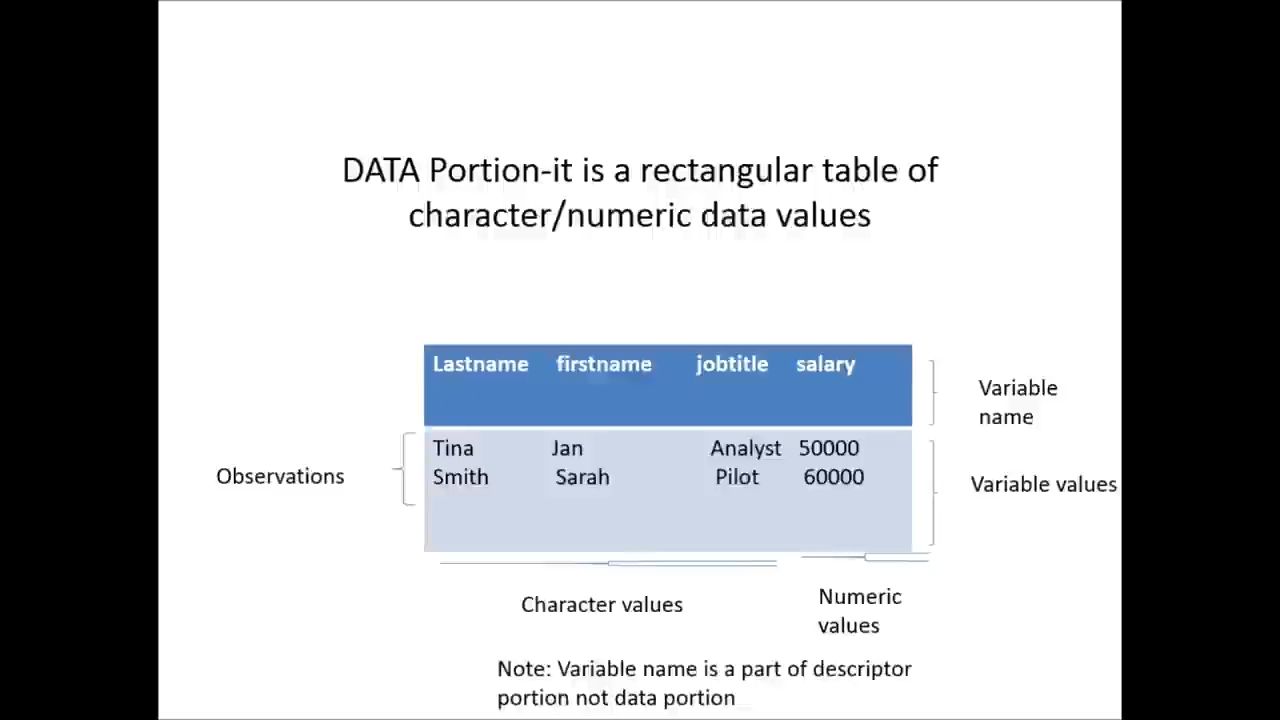 DATA Portion-it is a rectangular table of
character/numeric data values
Lastname firstname jobtitle salary
Variable
name
Tina Jan Analyst 50000
Smith Sarah Pilot 60000
Observations
Variable values
Character values
Numeric
values
Note: Variable name is a part of descriptor
portion not data portion